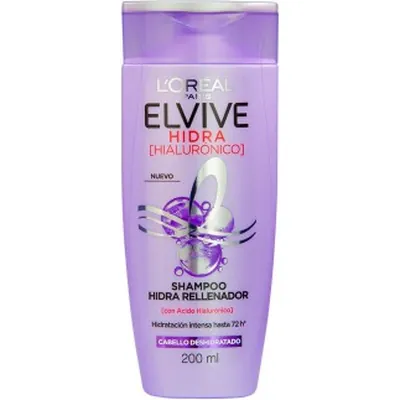 L'ORÉAL
PARIS
ELVIVE
HIDRA
[HIALURÓNICO]
NUEVO
SHAMPOO
HIDRA RELLENADOR
[con Ácido Hialurónico]
Hidratación intensa hasta 72 h*
CABELLO DESHIDRATADO
200 ml